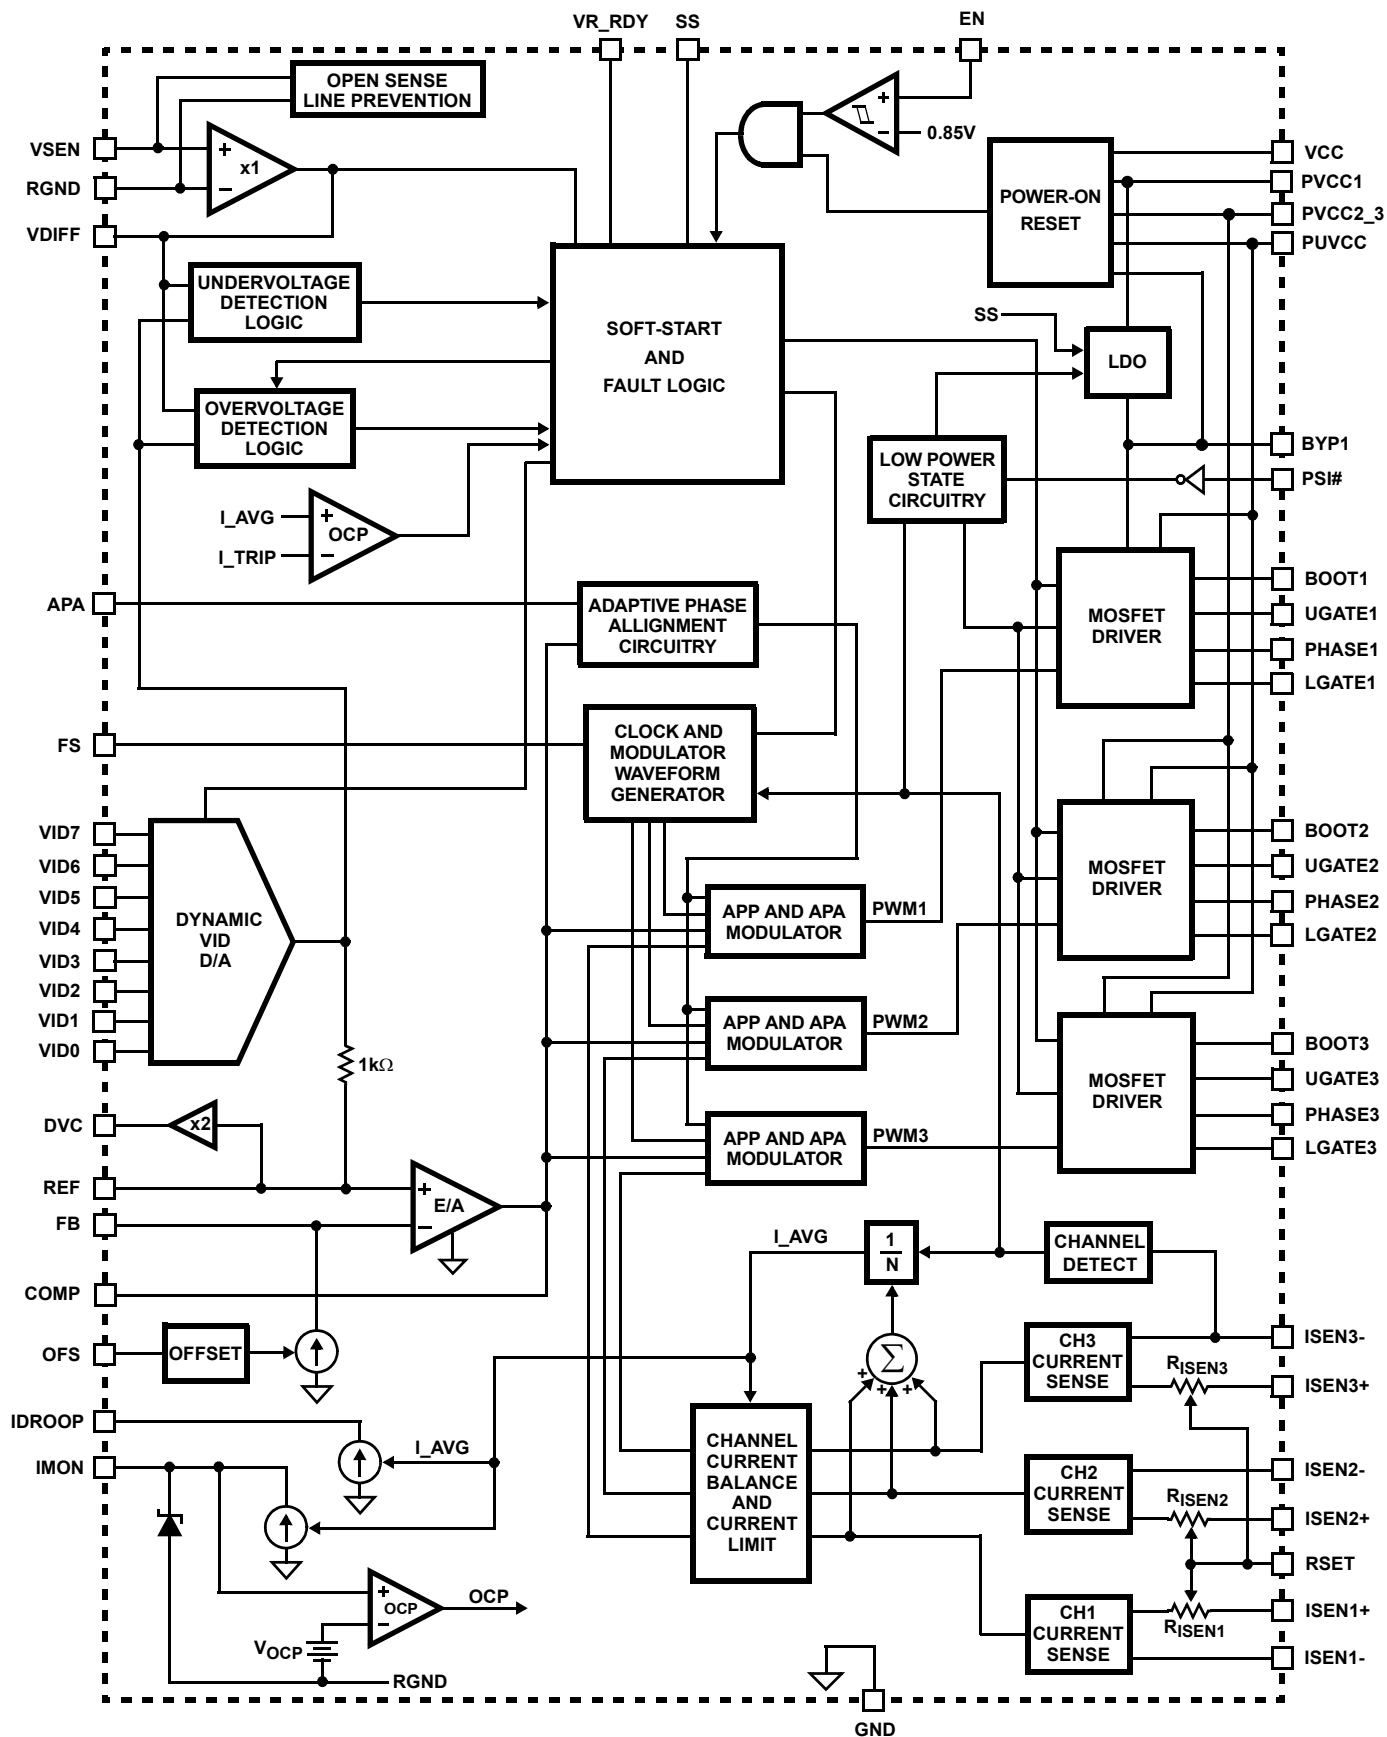 VR_RDY
SS
EN
OPEN SENSE
LINE PREVENTION
VSEN
+
x1
−
RGND
VDIFF
+
−
0.85V
POWER-ON
RESET
VCC
PVCC1
PVCC2_3
PUVCC
UNDERVOLTAGE
DETECTION
LOGIC
SOFT-START
AND
FAULT LOGIC
SS
LDO
OVERVOLTAGE
DETECTION
LOGIC
LOW POWER
STATE
CIRCUITRY
BYP1
PSI#
I_AVG
+
OCP
I_TRIP
−
APA
ADAPTIVE PHASE
ALLIGNMENT
CIRCUITRY
MOSFET
DRIVER
BOOT1
UGATE1
PHASE1
LGATE1
FS
CLOCK AND
MODULATOR
WAVEFORM
GENERATOR
VID7
VID6
VID5
VID4
VID3
VID2
VID1
VID0
DYNAMIC
VID
D/A
MOSFET
DRIVER
BOOT2
UGATE2
PHASE2
LGATE2
APP AND APA
MODULATOR
PWM1
APP AND APA
MODULATOR
PWM2
1kΩ
MOSFET
DRIVER
BOOT3
UGATE3
PHASE3
LGATE3
DVC
x2
APP AND APA
MODULATOR
PWM3
REF
+
E/A
−
FB
I_AVG
1
N
CHANNEL
DETECT
COMP
OFS
OFFSET
Σ
+
+
+
CH3
CURRENT
SENSE
RISEN3
ISEN3-
ISEN3+
IDROOP
I_AVG
IMON
CHANNEL
CURRENT
BALANCE
AND
CURRENT
LIMIT
CH2
CURRENT
SENSE
RISEN2
ISEN2-
ISEN2+
RSET
+
OCP
−
OCP
VOCP
RGND
CH1
CURRENT
SENSE
RISEN1
ISEN1+
ISEN1-
GND